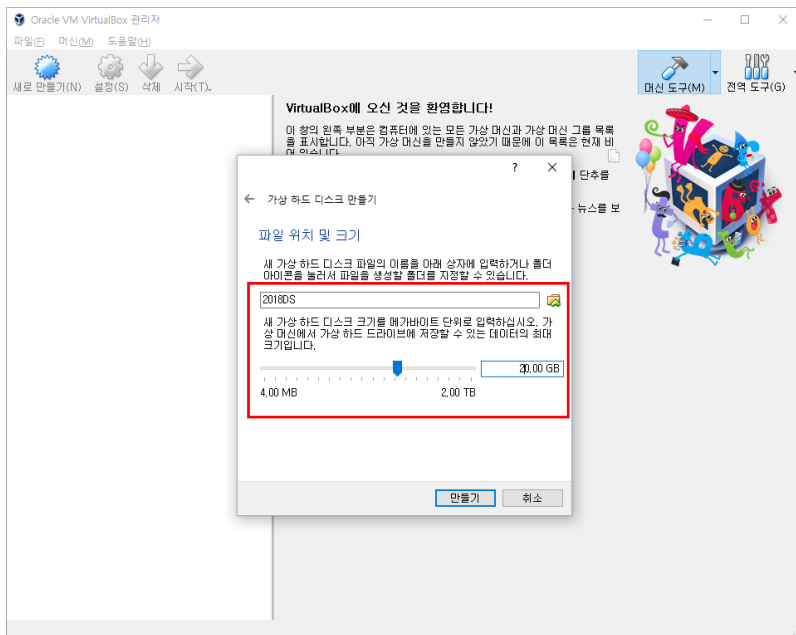 Oracle VM VirtualBox 관리자
파일(F) 머신(M) 도움말(H)
새로 만들기(N) 설정(S) 삭제 시작(T)
머신 도구(M) 전역 도구(G)
VirtualBox에 오신 것을 환영합니다!
이 창의 왼쪽 부분은 컴퓨터에 있는 모든 가상 머신과 가상 머신 그룹 목록
을 표시합니다. 아직 가상 머신을 만들지 않았기 때문에 이 목록은 현재 비
어 있습니다.
단추를
뉴스를 보
?
가상 하드 디스크 만들기
파일 위치 및 크기
새 가상 하드 디스크 파일의 이름을 아래 상자에 입력하거나 폴더
아이콘을 눌러서 파일을 생성할 폴더를 지정할 수 있습니다.
2018DS
새 가상 하드 디스크 크기를 메가바이트 단위로 입력하십시오. 가
상 머신에서 가상 하드 드라이브에 저장할 수 있는 데이터의 최대
크기입니다.
20,00 GB
4,00 MB 2,00 TB
만들기 취소